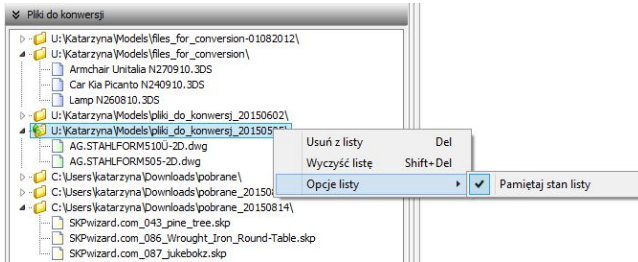 Pliki do konwersji
U:\Katarzyna\Models\files_for_conversion-01082012\
U:\Katarzyna\Models\files_for_conversion\
Armchair Unitalia N270910.3DS
Car Kia Picanto N240910.3DS
Lamp N260810.3DS
U:\Katarzyna\Models\pliki_do_konwersj_20150602\
U:\Katarzyna\Models\pliki_do_konwersj_201505
AG.STAHLFORM510Ü-2D.dwg
AG.STAHLFORM505-2D.dwg
C:\Users\katarzyna\Downloads\pobrane\
C:\Users\katarzyna\Downloads\pobrane_20150
C:\Users\katarzyna\Downloads\pobrane_20150814\
SKPwizard.com_043_pine_tree.skp
SKPwizard.com_086_Wrought_Iron_Round-Table.skp
SKPwizard.com_087_jukebokz.skp
Usuń z listy Del
Wyczyść listę Shift+Del
Opcje listy
Pamiętaj stan listy